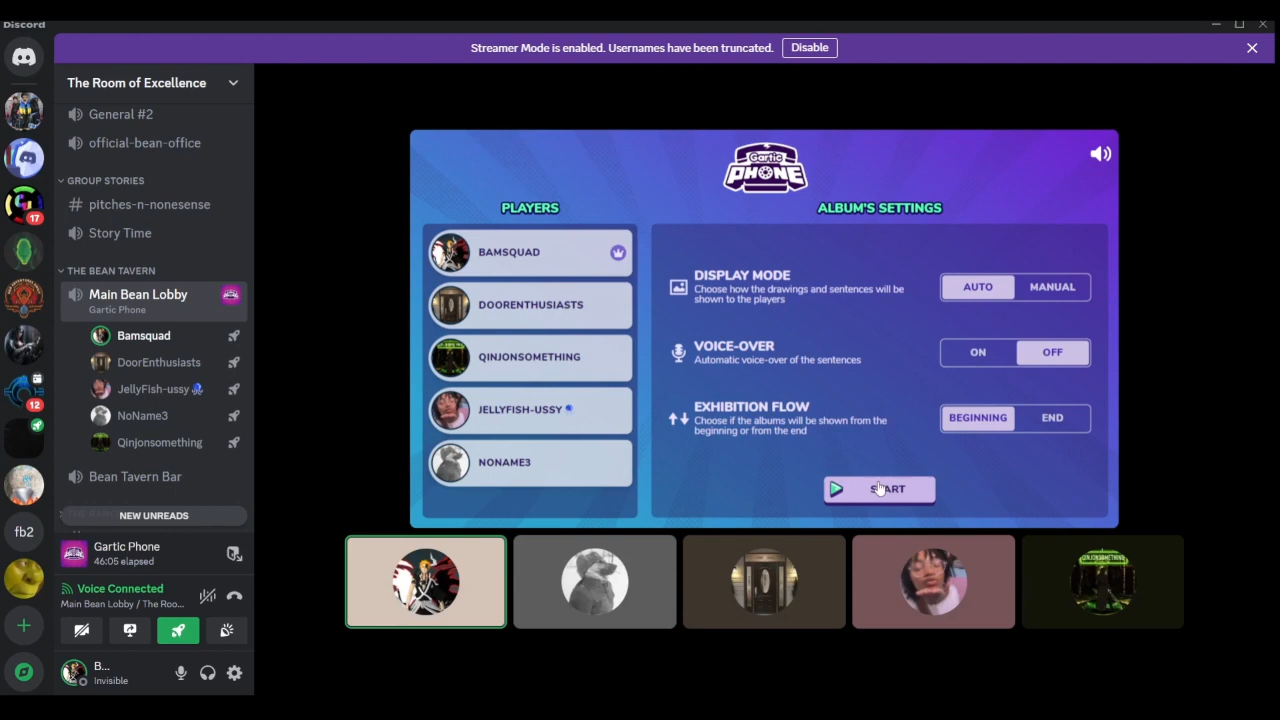 Discord
Streamer Mode is enabled. Usernames have been truncated.
Disable
The Room of Excellence
General #2
official-bean-office
GROUP STORIES
pitches-n-nonesense
Story TIme
THE BEAN TAVERN
Main Bean Lobby
Gartic Phone
Bamsquad
DoorEnthusiasts
JellyFish-ussy
NoName3
Qinjonsomething
Bean Tavern Bar
NEW UNREADS
Gartic Phone
46:05 elapsed
Voice Connected
Main Bean Lobby / The Roo...
B...
Invisible
17
12
fb2
Gartic
PHONE
PLAYERS
BAMSQUAD
DOORENTHUSIASTS
QINJONSOMETHING
JELLYFISH-USSY
NONAME3
ALBUM'S SETTINGS
DISPLAY MODE
Choose how the drawings and sentences will be
shown to the players
AUTO MANUAL
VOICE-OVER
Automatic voice-over of the sentences
ON OFF
EXHIBITION FLOW
Choose if the albums will be shown from the
beginning or from the end
BEGINNING END
START
QINJONSOMETHING